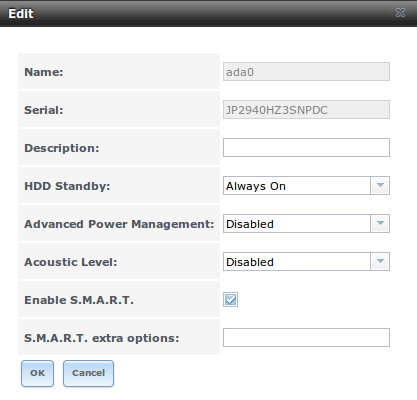 Edit
Name: ada0
Serial: JP2940HZ3SNPDC
Description:
HDD Standby: Always On
Advanced Power Management: Disabled
Acoustic Level: Disabled
Enable S.M.A.R.T.
S.M.A.R.T. extra options:
OK Cancel